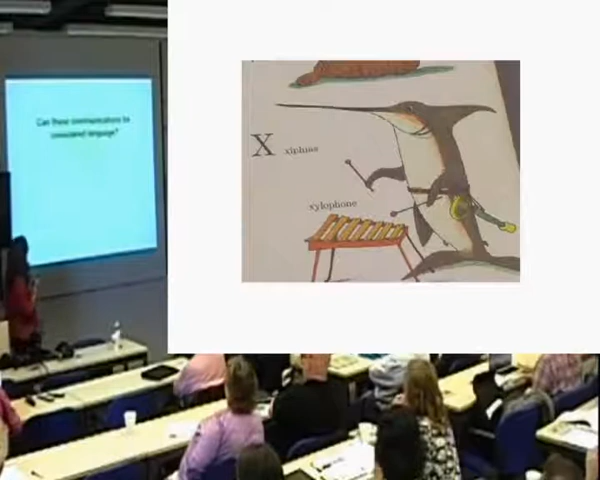 Can these communications be
considered language?
X
xiphias
xylophone